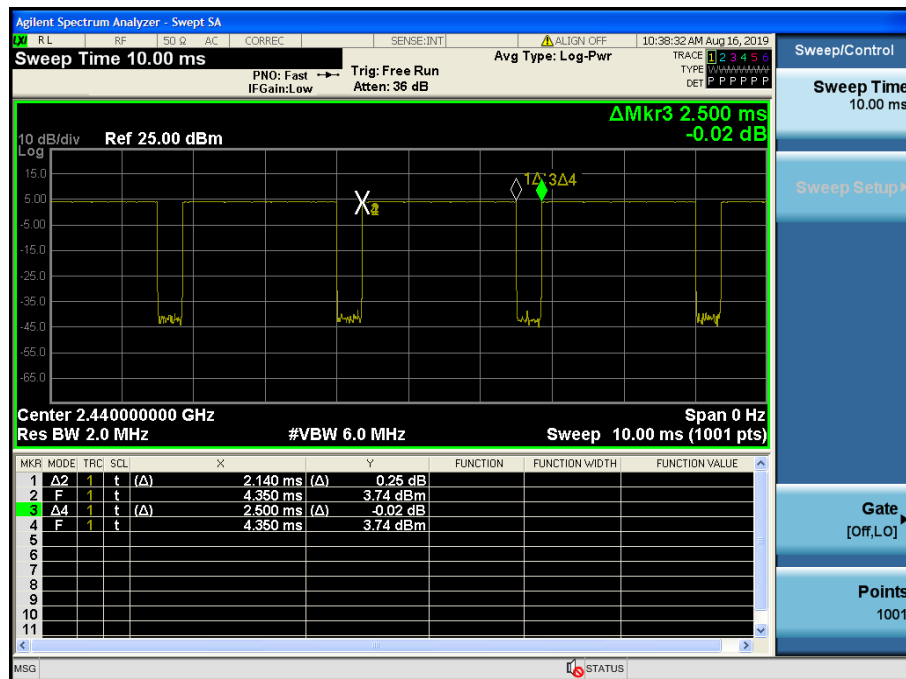 Agilent Spectrum Analyzer - Swept SA
LXI RL RF 50 Ω AC CORREC SENSE:INT ALIGN OFF 10:38:32 AM Aug 16, 2019
Sweep Time 10.00 ms
PNO: Fast
IFGain:Low
Trig: Free Run
Atten: 36 dB
Avg Type: Log-Pwr
TRACE 1 2 3 4 5 6
TYPE
DET P P P P P P
ΔMkr3 2.500 ms
-0.02 dB
10 dB/div Ref 25.00 dBm
Log
15.0
5.00
-5.00
-15.0
-25.0
-35.0
-45.0
-55.0
-65.0
3Δ4
Center 2.440000000 GHz Span 0 Hz
Res BW 2.0 MHz #VBW 6.0 MHz Sweep 10.00 ms (1001 pts)
MKR MODE TRC SCL X Y FUNCTION FUNCTION WIDTH FUNCTION VALUE
1 Δ2 1 t (Δ) 2.140 ms (Δ) 0.25 dB
2 F 1 t 4.350 ms 3.74 dBm
3 Δ4 1 t (Δ) 2.500 ms (Δ) -0.02 dB
4 F 1 t 4.350 ms 3.74 dBm
5
6
7
8
9
10
11
MSG STATUS
Sweep/Control
Sweep Time
10.00 ms
Sweep Setup
Gate
[Off,LO]
Points
1001